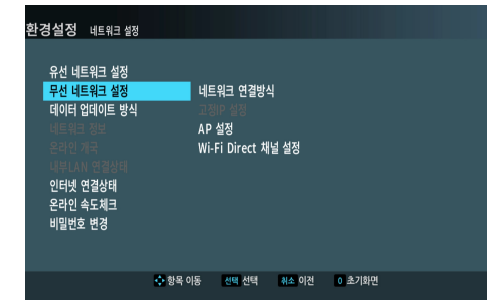 환경설정 네트워크 설정
유선 네트워크 설정
무선 네트워크 설정 네트워크 연결방식
데이터 업데이트 방식 고정IP 설정
네트워크 정보 AP 설정
온라인 개국 Wi-Fi Direct 채널 설정
내부LAN 연결상태
인터넷 연결상태
온라인 속도체크
비밀번호 변경
항목 이동 선택 선택 취소 이전 0 초기화면